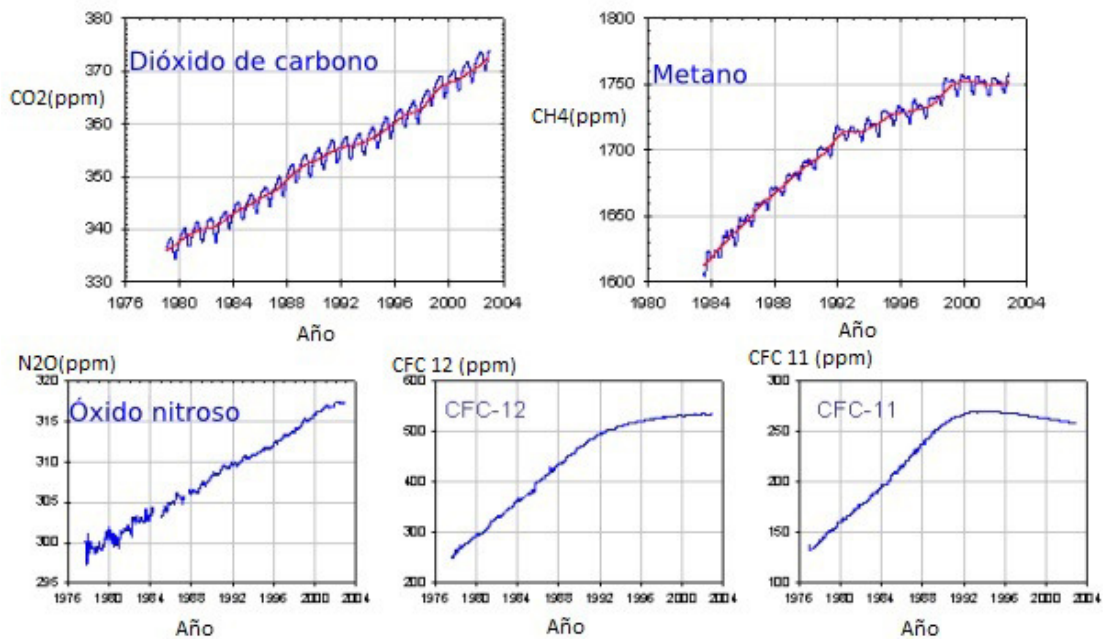 380
370
360
350
340
330
Dióxido de carbono
CO2(ppm)
1976 1980 1984 1988 1992 1996 2000 2004
Año
1800
1750
1700
1650
1600
Metano
CH4(ppm)
1980 1984 1988 1992 1996 2000 2004
Año
N2O(ppm)
320
315
310
305
300
295
Óxido nitroso
1976 1980 1984 1988 1992 1996 2000 2004
Año
CFC 12 (ppm)
600
500
400
300
200
CFC-12
1976 1980 1984 1988 1992 1996 2000 2004
Año
CFC 11 (ppm)
300
250
200
150
100
CFC-11
1976 1980 1984 1988 1992 1996 2000 2004
Año